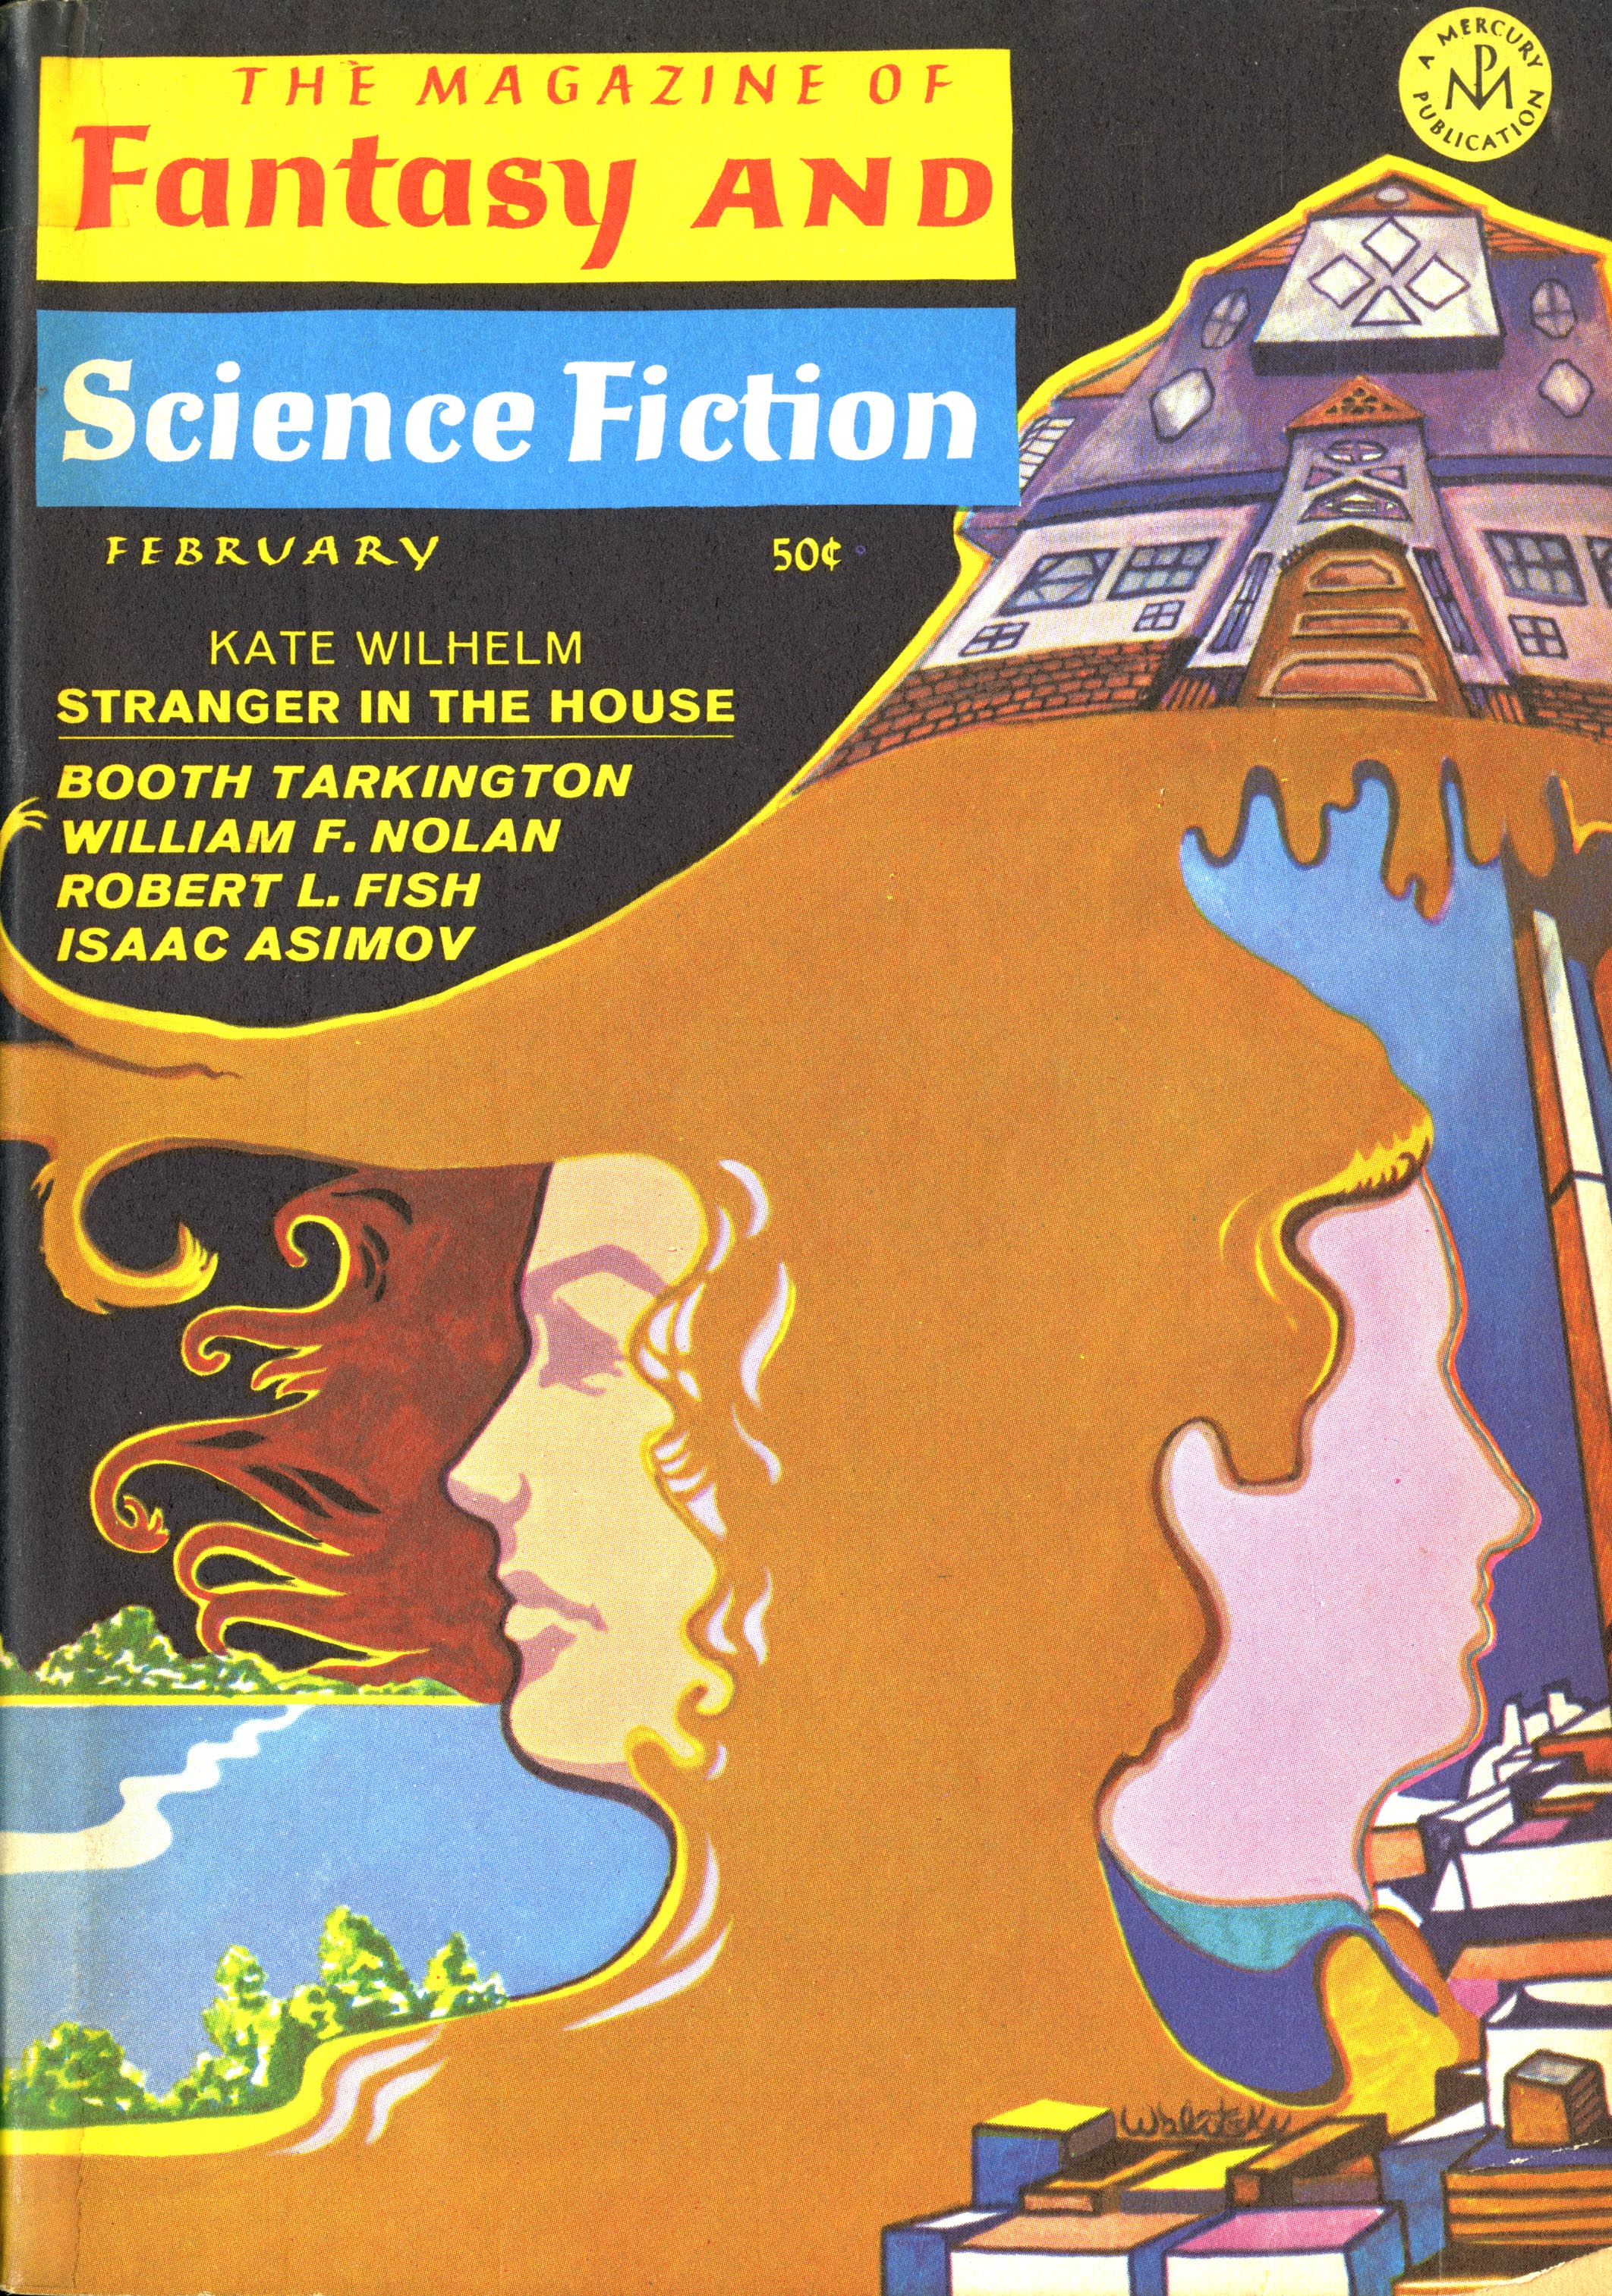 THE MAGAZINE OF
Fantasy AND
Science Fiction
A MERCURY PUBLICATION
PM
FEBRUARY
50¢
KATE WILHELM
STRANGER IN THE HOUSE
BOOTH TARKINGTON
WILLIAM F. NOLAN
ROBERT L. FISH
ISAAC ASIMOV